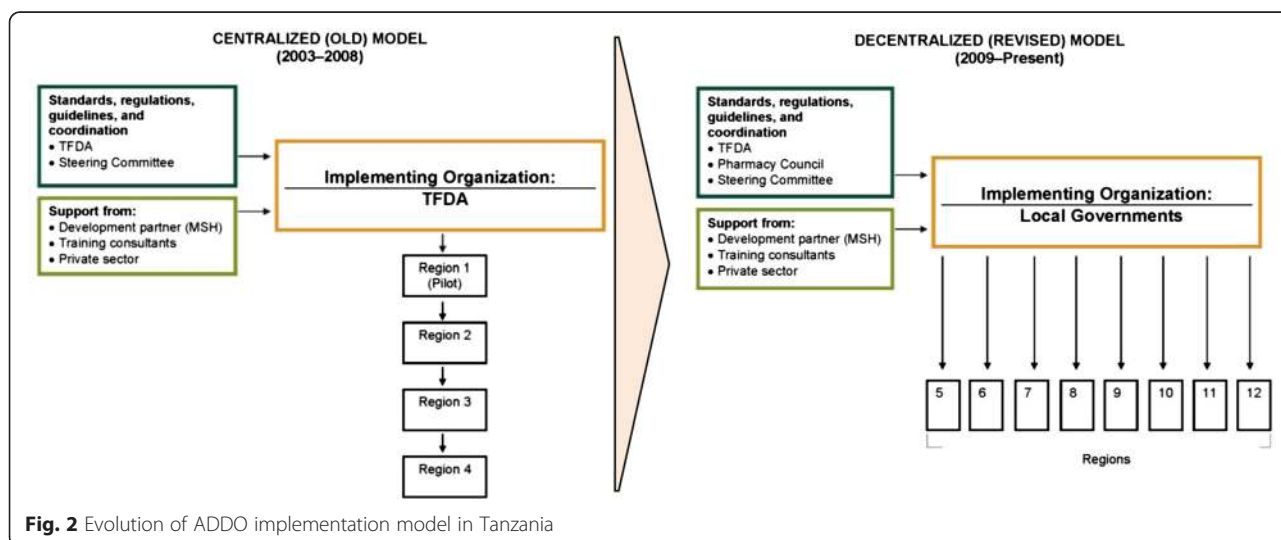 CENTRALIZED (OLD) MODEL
(2003–2008)
Standards, regulations,
guidelines, and
coordination
• TFDA
• Steering Committee
Support from:
• Development partner (MSH)
• Training consultants
• Private sector
Implementing Organization:
TFDA
Region 1
(Pilot)
Region 2
Region 3
Region 4
DECENTRALIZED (REVISED) MODEL
(2009–Present)
Standards, regulations,
guidelines, and
coordination
• TFDA
• Pharmacy Council
• Steering Committee
Support from:
• Development partner (MSH)
• Training consultants
• Private sector
Implementing Organization:
Local Governments
5 6 7 8 9 10 11 12
Regions
Fig. 2 Evolution of ADDO implementation model in Tanzania